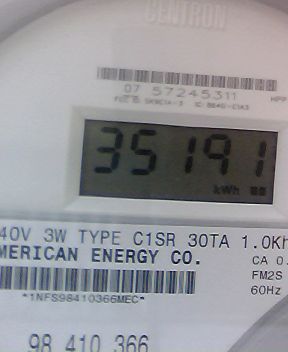 CENTRON
07 57245311
HPP
35191
kWh
40V 3W TYPE C1SR 30TA 1.0Kh
MERICAN ENERGY CO.
CA 0.
FM2S
*1NFS98410366MEC*
60Hz
98 410 366